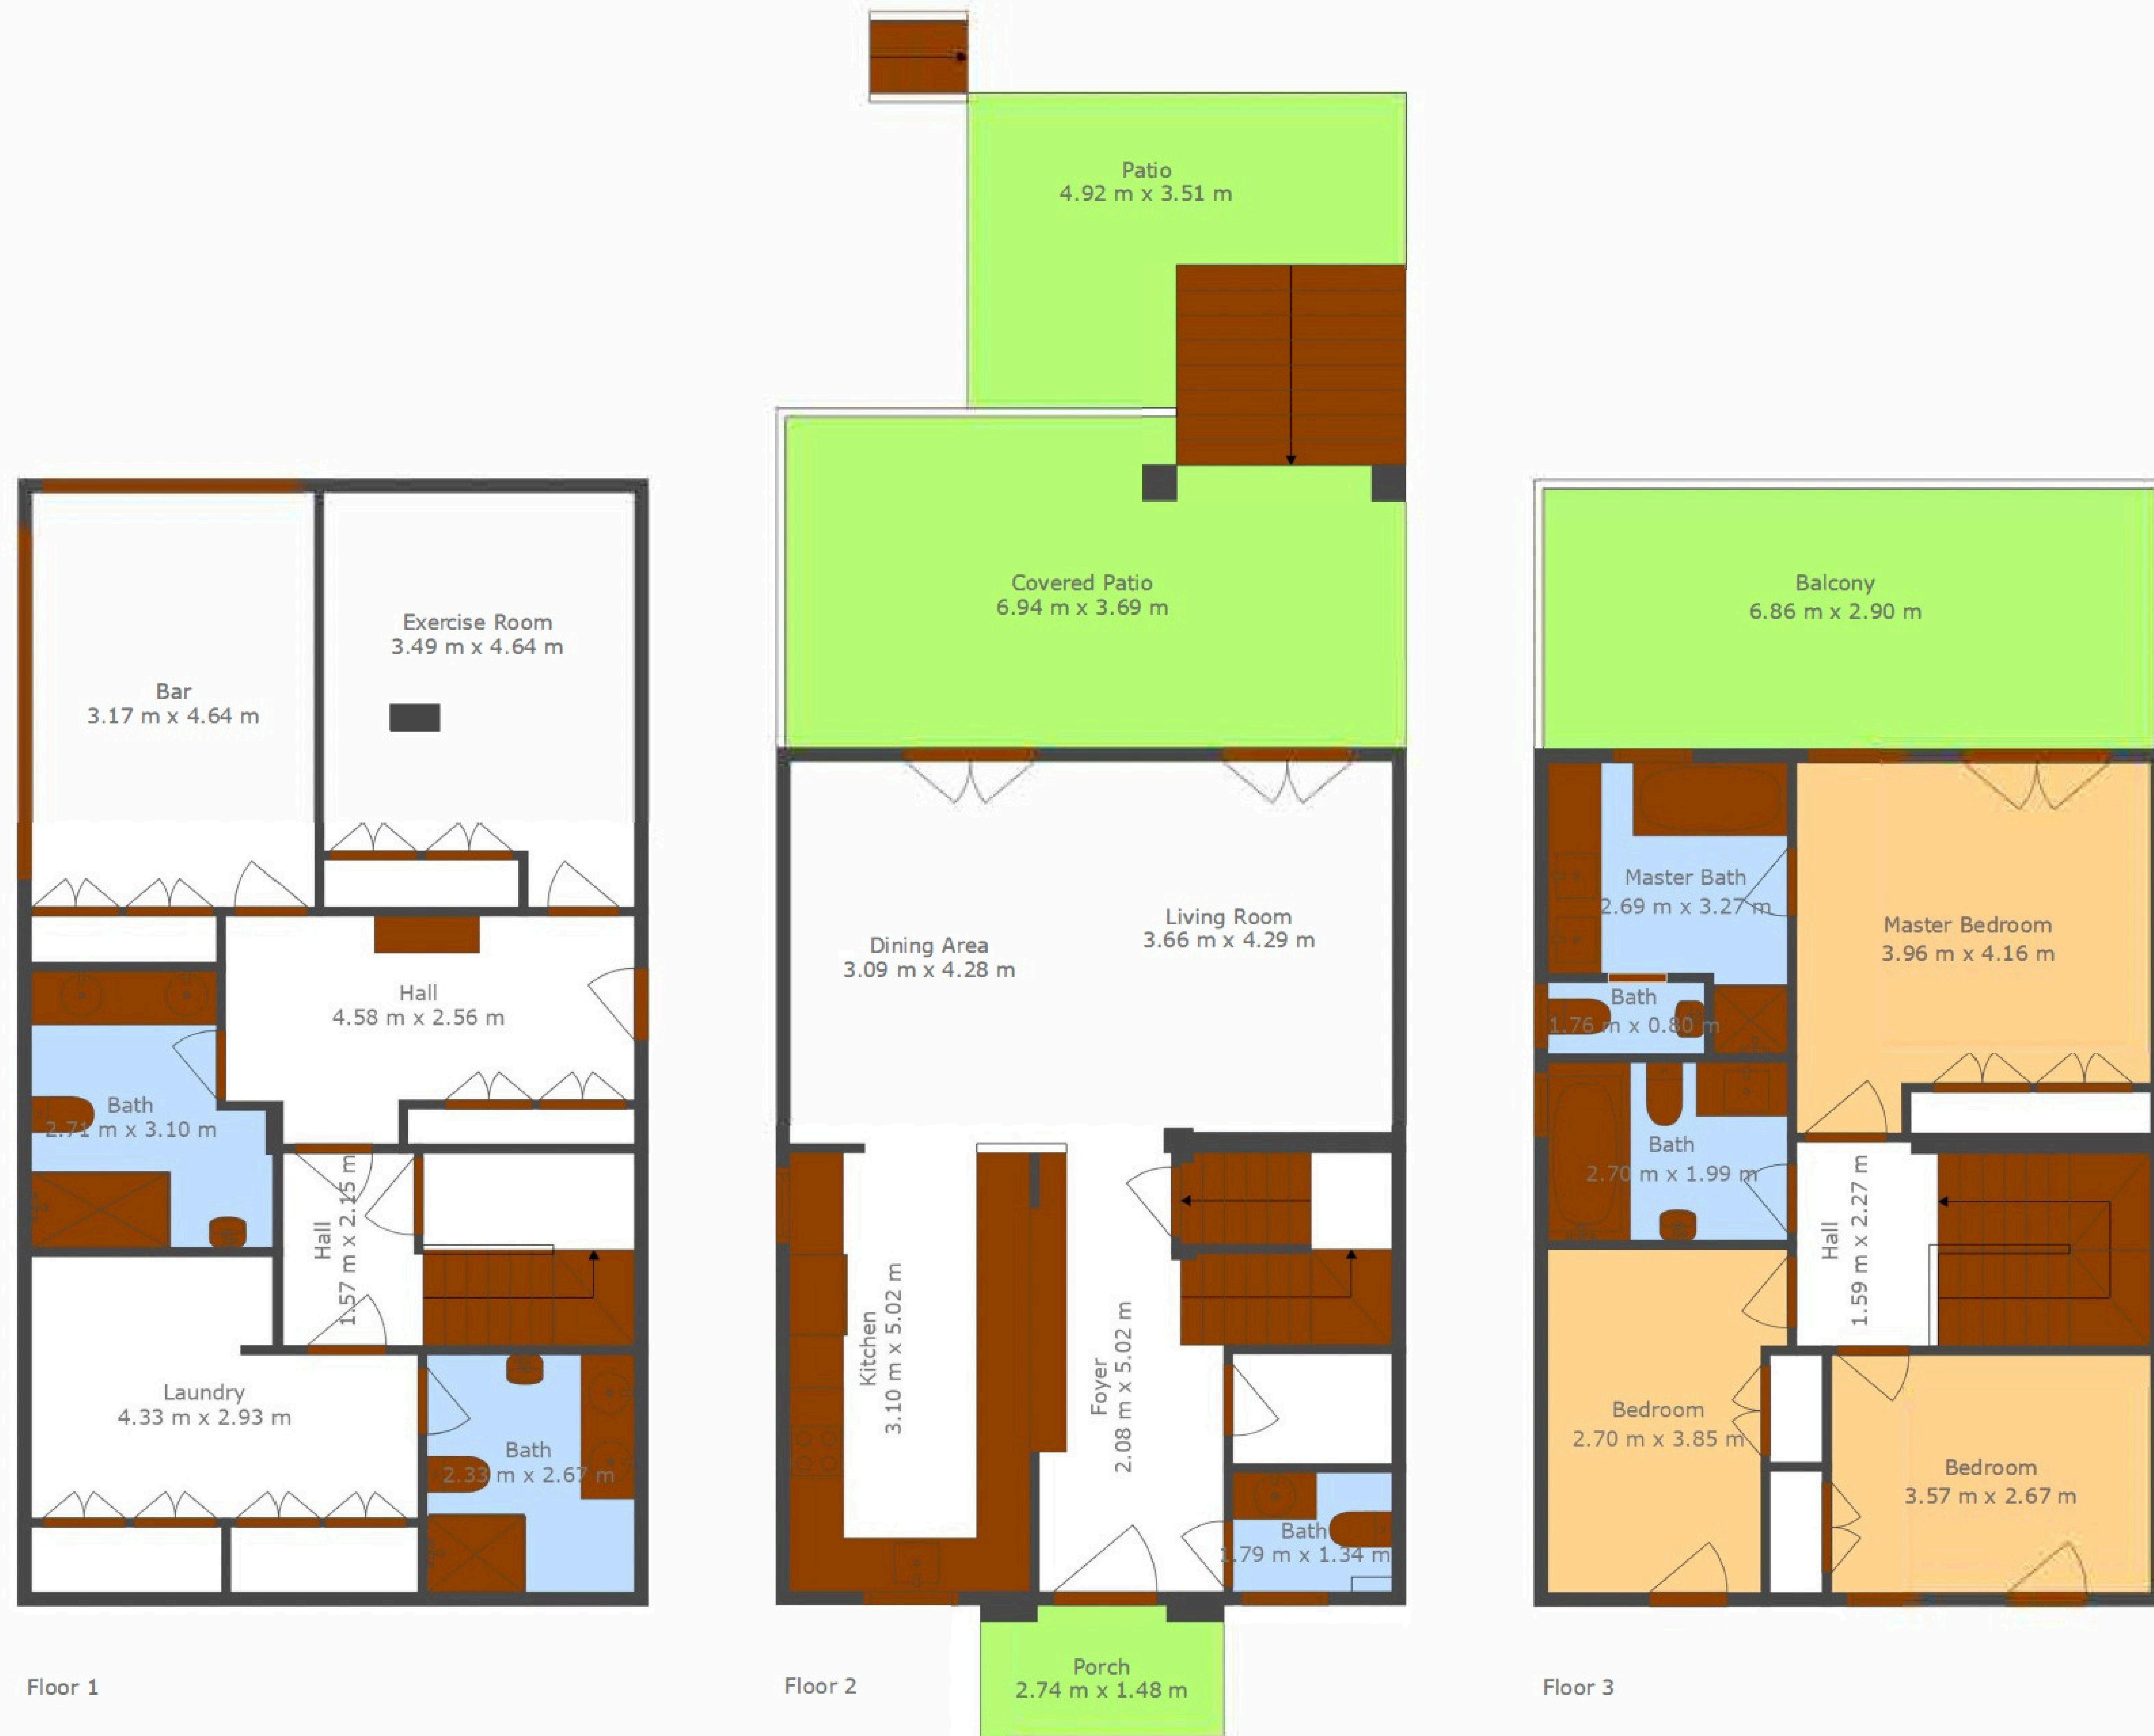 Bar
3.17 m x 4.64 m
Exercise Room
3.49 m x 4.64 m
Hall
4.58 m x 2.56 m
Bath
2.71 m x 3.10 m
Hall
1.57 m x 2.15 m
Laundry
4.33 m x 2.93 m
Bath
2.33 m x 2.67 m
Floor 1
Patio
4.92 m x 3.51 m
Covered Patio
6.94 m x 3.69 m
Dining Area
3.09 m x 4.28 m
Living Room
3.66 m x 4.29 m
Kitchen
3.10 m x 5.02 m
Foyer
2.08 m x 5.02 m
Bath
1.79 m x 1.34 m
Porch
2.74 m x 1.48 m
Floor 2
Balcony
6.86 m x 2.90 m
Master Bath
2.69 m x 3.27 m
Master Bedroom
3.96 m x 4.16 m
Bath
1.76 m x 0.80 m
Bath
2.70 m x 1.99 m
Hall
1.59 m x 2.27 m
Bedroom
2.70 m x 3.85 m
Bedroom
3.57 m x 2.67 m
Floor 3